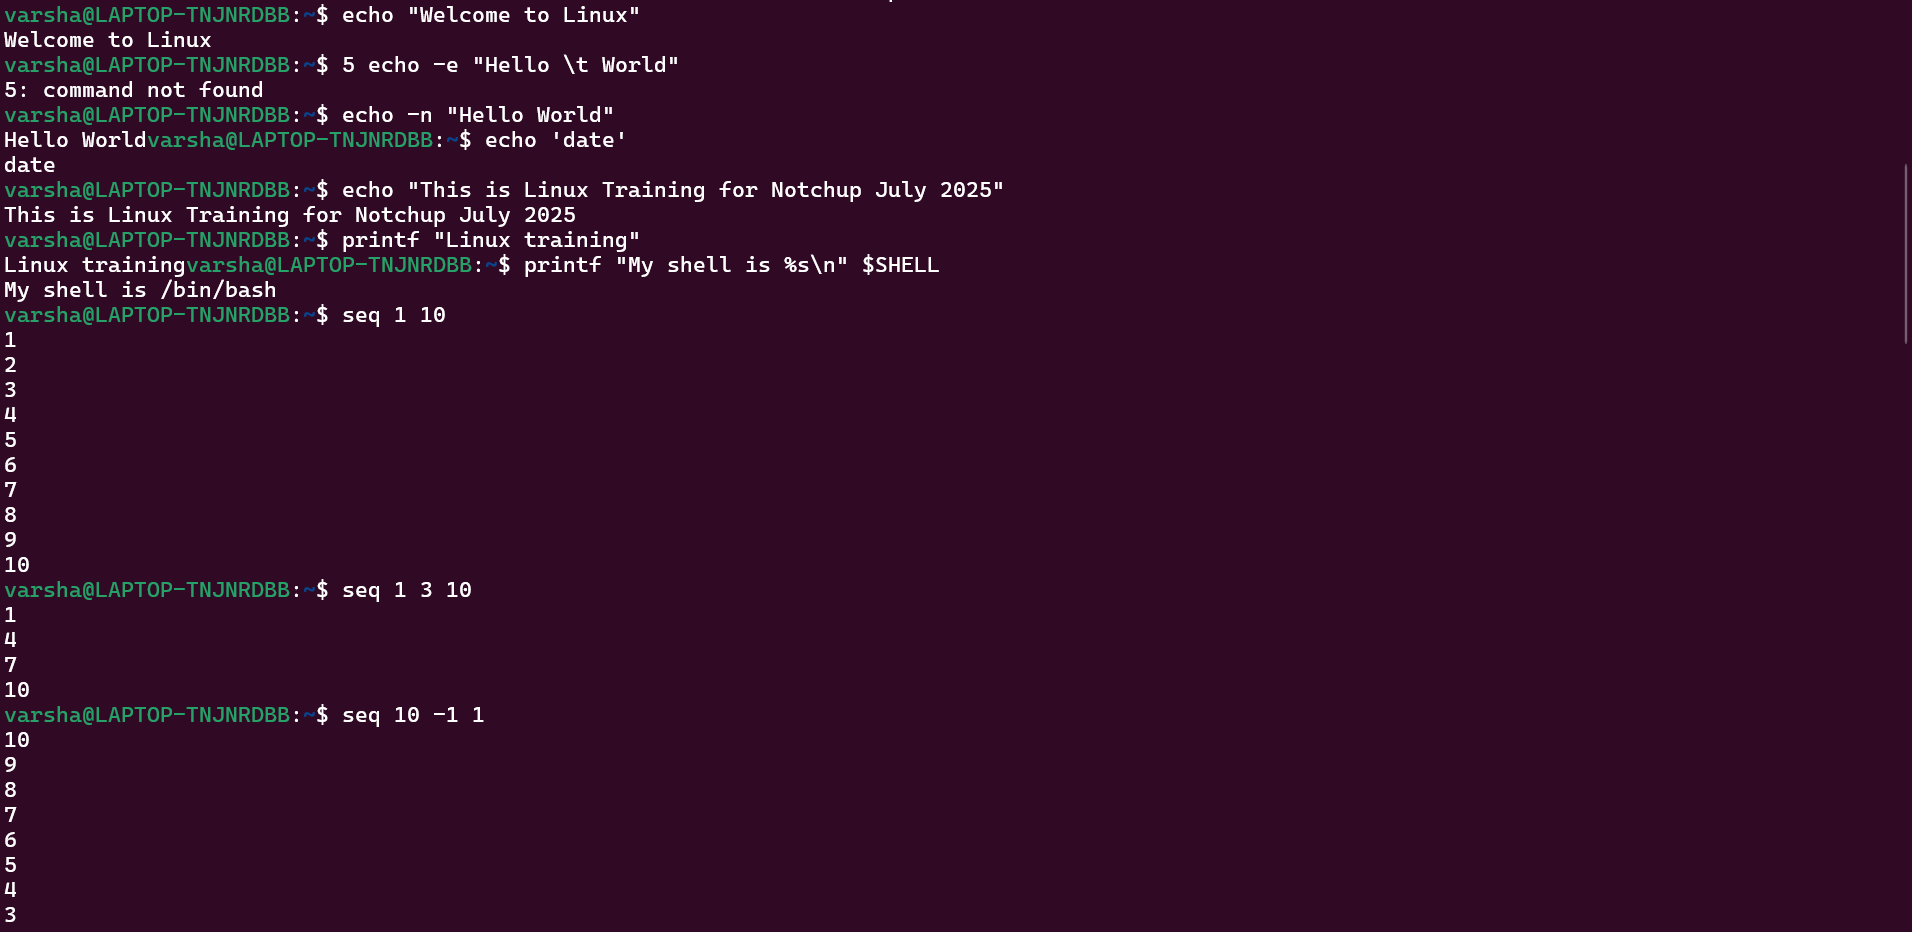 varsha@LAPTOP-TNJNRDBB:~$ echo "Welcome to Linux"
Welcome to Linux
varsha@LAPTOP-TNJNRDBB:~$ 5 echo -e "Hello \t World"
5: command not found
varsha@LAPTOP-TNJNRDBB:~$ echo -n "Hello World"
Hello Worldvarsha@LAPTOP-TNJNRDBB:~$ echo 'date'
date
varsha@LAPTOP-TNJNRDBB:~$ echo "This is Linux Training for Notchup July 2025"
This is Linux Training for Notchup July 2025
varsha@LAPTOP-TNJNRDBB:~$ printf "Linux training"
Linux trainingvarsha@LAPTOP-TNJNRDBB:~$ printf "My shell is %s\n" $SHELL
My shell is /bin/bash
varsha@LAPTOP-TNJNRDBB:~$ seq 1 10
1
2
3
4
5
6
7
8
9
10
varsha@LAPTOP-TNJNRDBB:~$ seq 1 3 10
1
4
7
10
varsha@LAPTOP-TNJNRDBB:~$ seq 10 -1 1
10
9
8
7
6
5
4
3